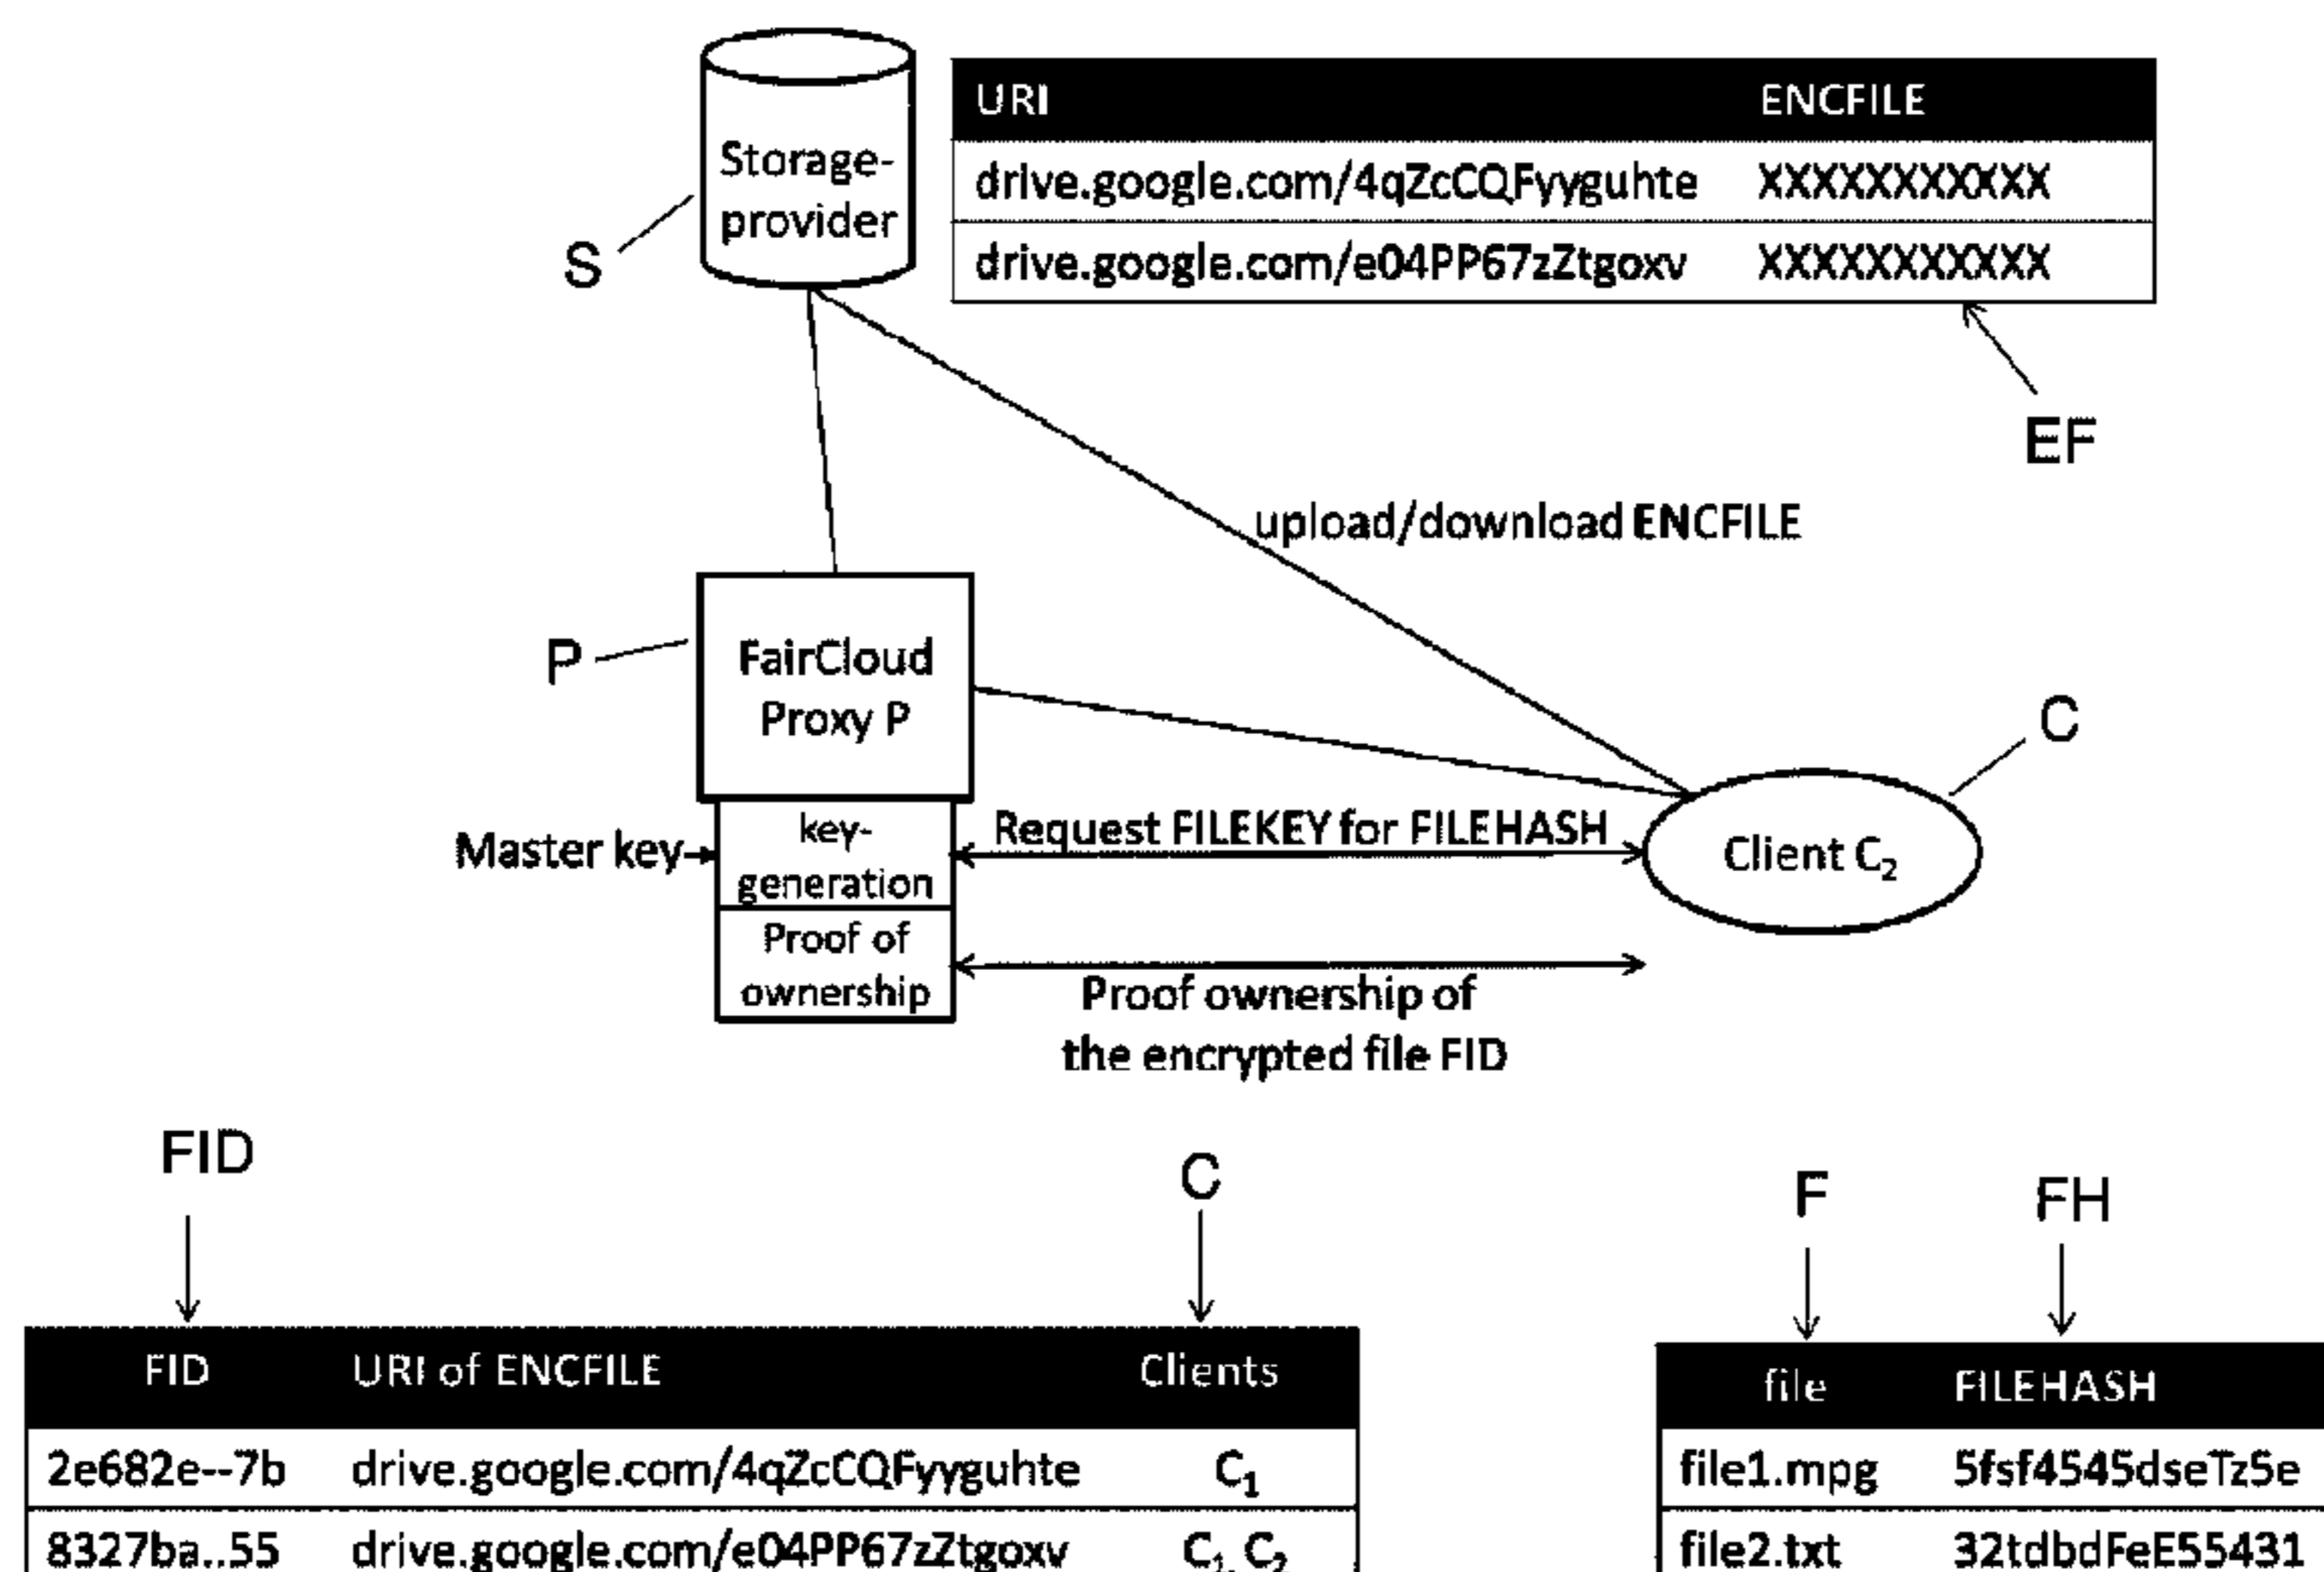 URI ENCFILE
Storage-
provider
drive.google.com/4qZcCQFyyguhte XXXXXXXXXXX
drive.google.com/e04PP67zZtgoxv XXXXXXXXXXX
S
EF
upload/download ENCFILE
P
FairCloud
Proxy P
C
Master key
key-
generation
Request FILEKEY for FILEHASH
Client C₂
Proof of
ownership
Proof ownership of
the encrypted file FID
FID
C
F
FH
FID URI of ENCFILE Clients
2e682e--7b drive.google.com/4qZcCQFyyguhte C₁
8327ba..55 drive.google.com/e04PP67zZtgoxv C₁, C₂
file FILEHASH
file1.mpg 5fsf4545dseTz5e
file2.txt 32tdbdFeE55431